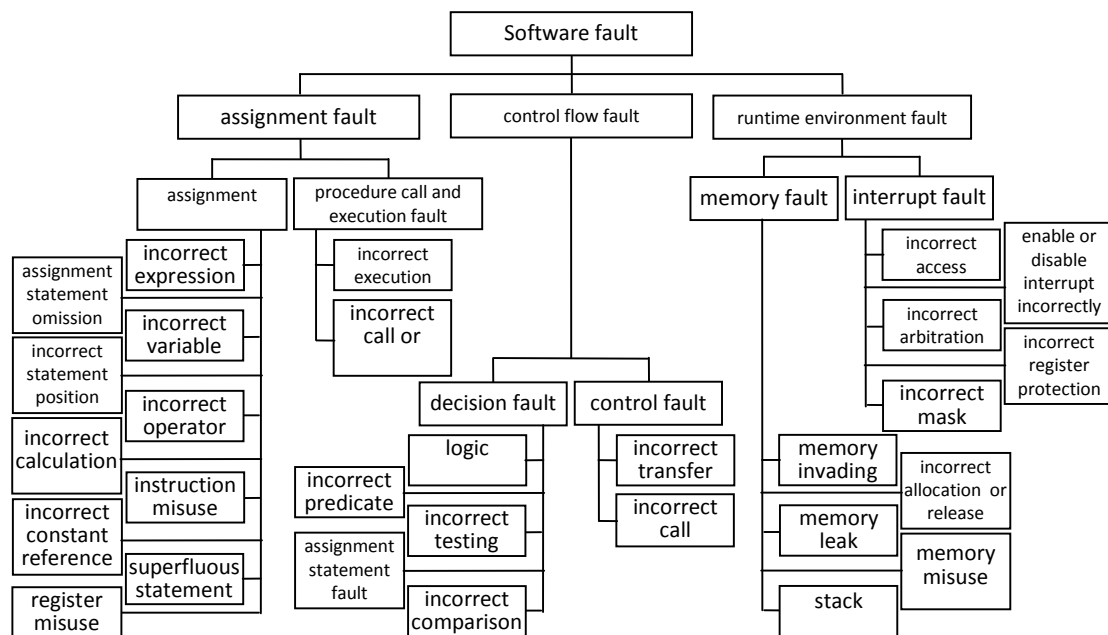 Software fault
assignment fault
control flow fault
runtime environment fault
assignment
procedure call and
execution fault
memory fault
interrupt fault
incorrect
expression
assignment
statement
omission
incorrect
variable
incorrect
statement
position
incorrect
operator
incorrect
calculation
instruction
misuse
incorrect
constant
reference
superfluous
statement
register
misuse
incorrect
execution
incorrect
call or
decision fault
control fault
logic
incorrect
predicate
incorrect
testing
assignment
statement
fault
incorrect
comparison
incorrect
transfer
incorrect
call
incorrect
access
enable or
disable
interrupt
incorrectly
incorrect
arbitration
incorrect
register
protection
incorrect
mask
memory
invading
incorrect
allocation or
release
memory
leak
memory
misuse
stack